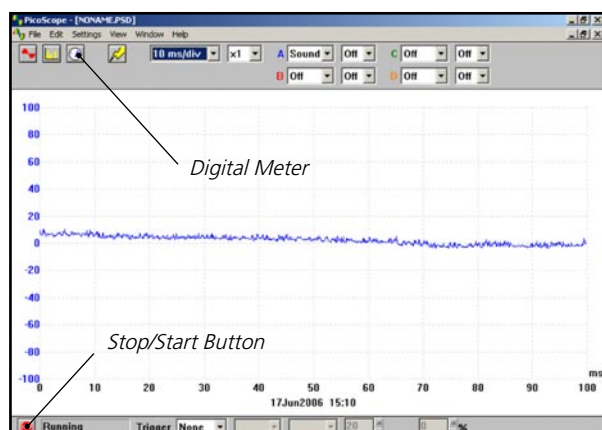 PicoScope - [NONAME.PSD]
File Edit Settings View Window Help
10 ms/div x1 A Sound Off C Off Off
B Off Off D Off Off
100
80
Digital Meter
60
40
20
0
-20
-40
-60
Stop/Start Button
-80
-100
ms
0 10 20 30 40 50 60 70 80 90 100
17Jun2006 15:10
Running Trigger None 20 0 %